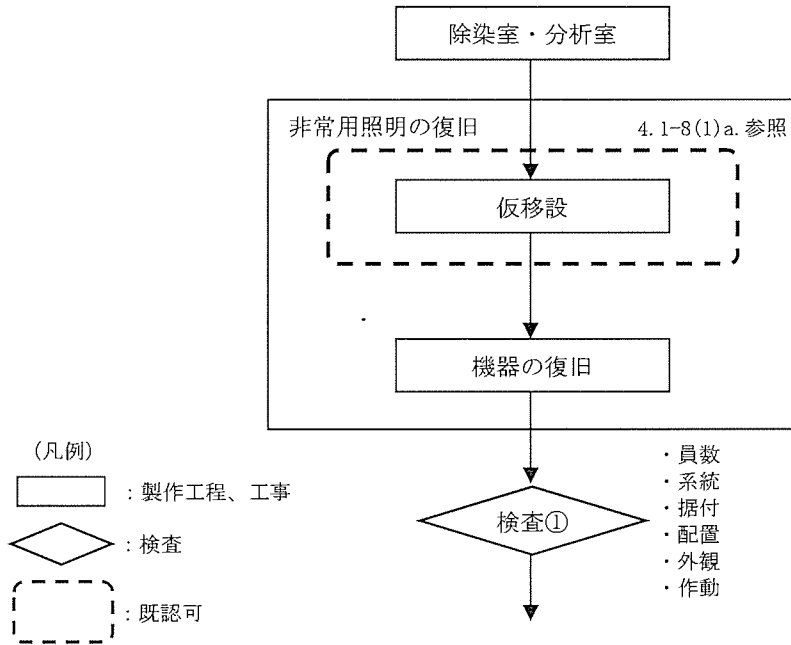 除染室・分析室
非常用照明の復旧
4.1-8(1)a.参照
仮移設
機器の復旧
検査①
・員数
・系統
・据付
・配置
・外観
・作動
(凡例)
：製作工程、工事
：検査
：既認可